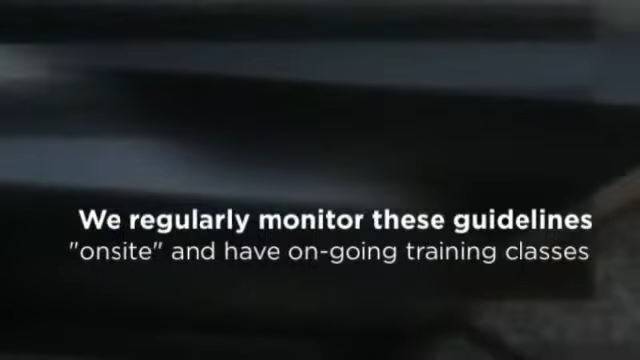 We regularly monitor these guidelines
"onsite" and have on-going training classes